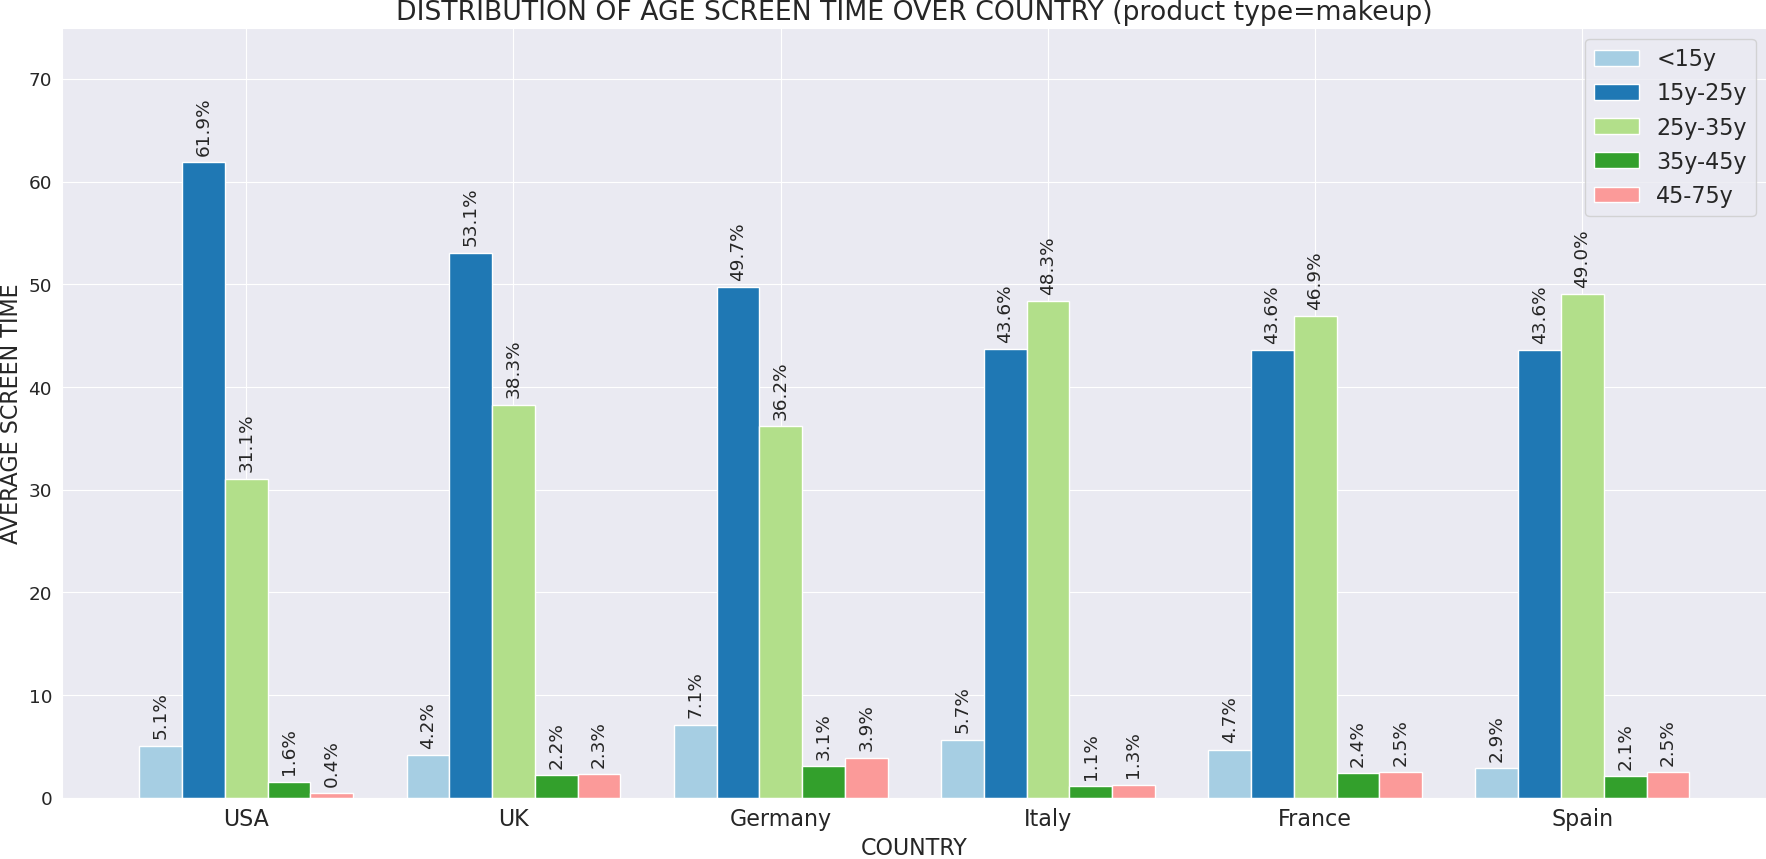 DISTRIBUTION OF AGE SCREEN TIME OVER COUNTRY (product type=makeup)
<15y
15y-25y
25y-35y
35y-45y
45-75y
AVERAGE SCREEN TIME
70
60
50
40
30
20
10
0
5.1%
61.9%
31.1%
1.6%
0.4%
4.2%
53.1%
38.3%
2.2%
2.3%
7.1%
49.7%
36.2%
3.1%
3.9%
5.7%
43.6%
48.3%
1.1%
1.3%
4.7%
43.6%
46.9%
2.4%
2.5%
2.9%
43.6%
49.0%
2.1%
2.5%
USA
UK
Germany
Italy
France
Spain
COUNTRY